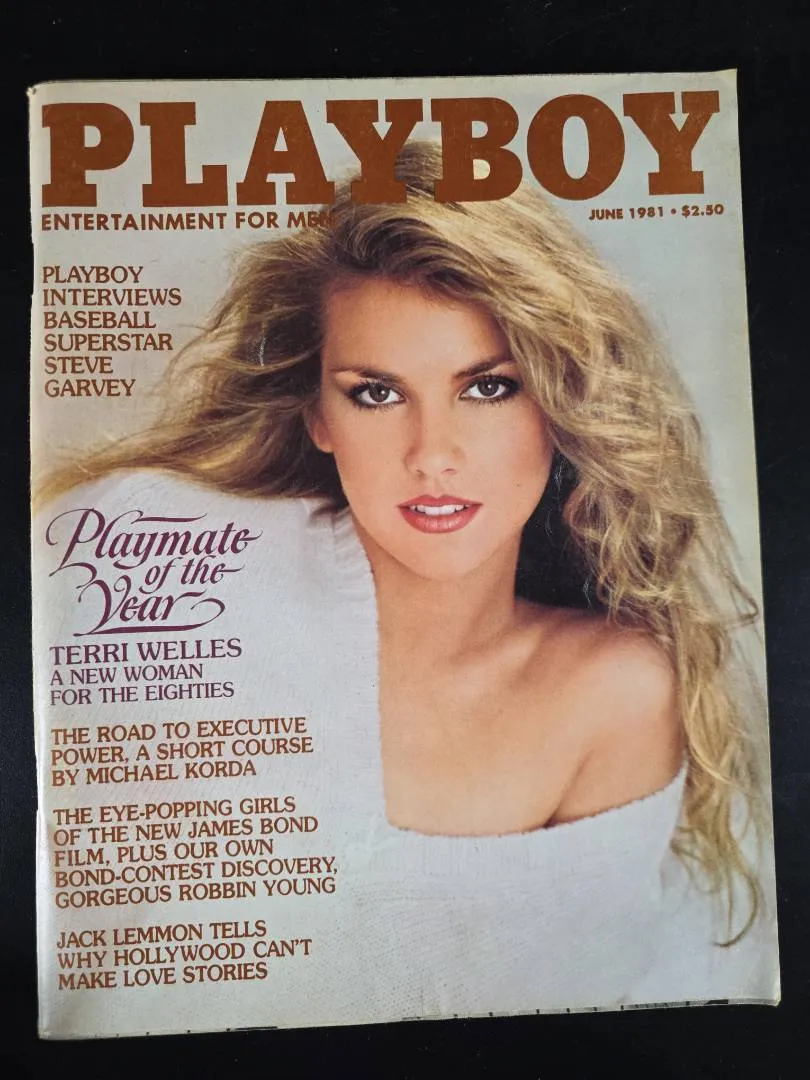 PLAYBOY
ENTERTAINMENT FOR MEN
JUNE 1981 • $2.50
PLAYBOY
INTERVIEWS
BASEBALL
SUPERSTAR
STEVE
GARVEY
Playmate
of the
Year
TERRI WELLES
A NEW WOMAN
FOR THE EIGHTIES
THE ROAD TO EXECUTIVE
POWER, A SHORT COURSE
BY MICHAEL KORDA
THE EYE-POPPING GIRLS
OF THE NEW JAMES BOND
FILM, PLUS OUR OWN
BOND-CONTEST DISCOVERY,
GORGEOUS ROBBIN YOUNG
JACK LEMMON TELLS
WHY HOLLYWOOD CAN'T
MAKE LOVE STORIES